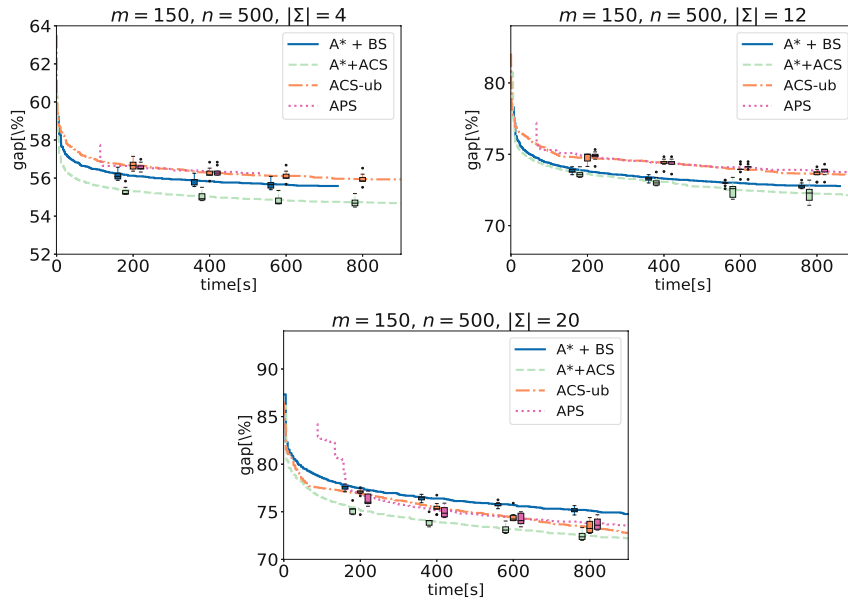 m = 150, n = 500, |Σ| = 4
64
62
60
58
56
54
52
gap[\%]
0
200
400
600
800
time[s]
A* + BS
A*+ACS
ACS-ub
APS
m = 150, n = 500, |Σ| = 12
80
75
70
gap[\%]
0
200
400
600
800
time[s]
A* + BS
A*+ACS
ACS-ub
APS
m = 150, n = 500, |Σ| = 20
90
85
80
75
70
gap[\%]
0
200
400
600
800
time[s]
A* + BS
A*+ACS
ACS-ub
APS